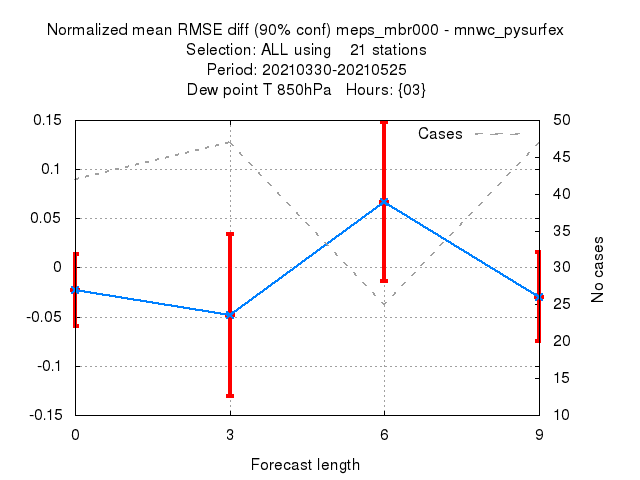 Normalized mean RMSE diff (90% conf) meps_mbr000 - mnwc_pysurfex
Selection: ALL using    21 stations
Period: 20210330-20210525
Dew point T 850hPa   Hours: {03}
0.15
0.1
0.05
0
-0.05
-0.1
-0.15
Cases
50
45
40
35
30
25
20
15
10
No cases
0 3 6 9
Forecast length